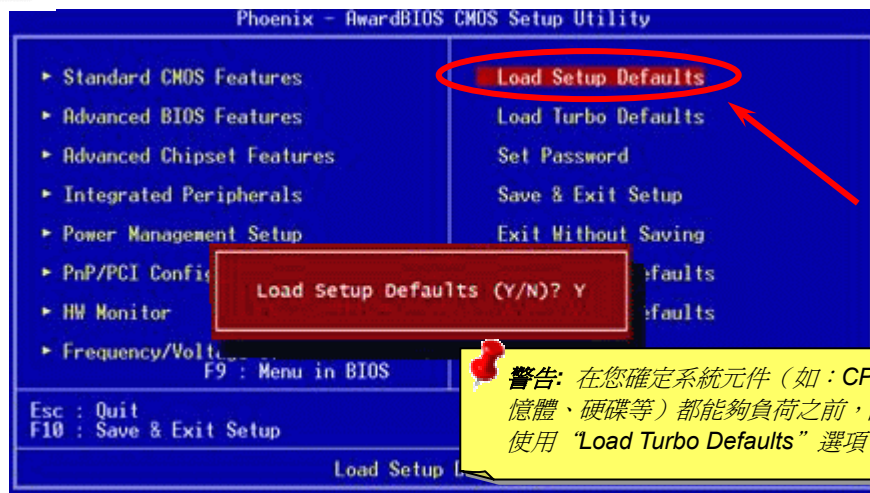 Phoenix - AwardBIOS CMOS Setup Utility
► Standard CMOS Features
► Advanced BIOS Features
► Advanced Chipset Features
► Integrated Peripherals
► Power Management Setup
► PnP/PCI Config
► HW Monitor
► Frequency/Volt
Load Setup Defaults
Load Turbo Defaults
Set Password
Save & Exit Setup
Exit Without Saving
efaults
efaults
Load Setup Defaults (Y/N)? Y
F9 : Menu in BIOS
Esc : Quit
F10 : Save & Exit Setup
Load Setup
警告: 在您確定系統元件（如：CP
憶體、硬碟等）都能夠負荷之前，
使用 “Load Turbo Defaults” 選項